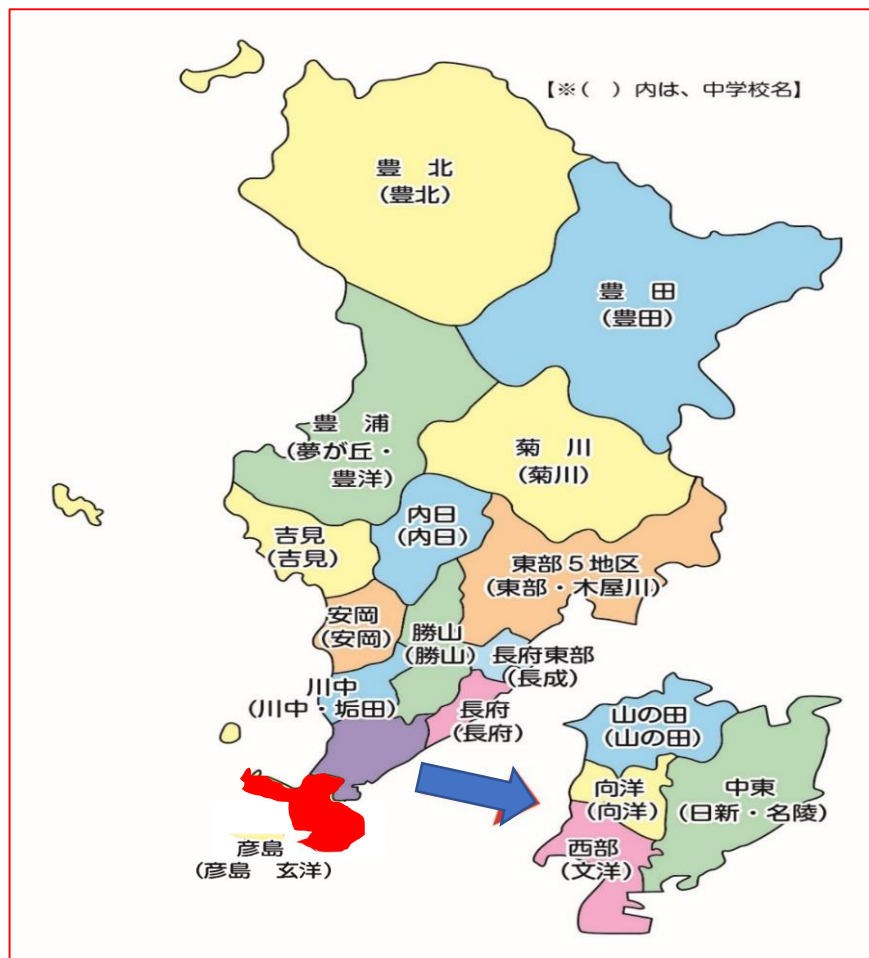 【※( )内は、中学校名】
豊 北
(豊北)
豊 田
(豊田)
豊 浦
(夢が丘・
豊洋)
菊 川
(菊川)
内日
(内日)
吉見
(吉見)
東部5地区
(東部・木屋川)
安岡
(安岡)
勝山
(勝山)
長府東部
(長成)
川中
(川中・垢田)
長府
(長府)
山の田
(山の田)
向洋
(向洋)
中東
(日新・名陵)
西部
(文洋)
彦島
(彦島 玄洋)